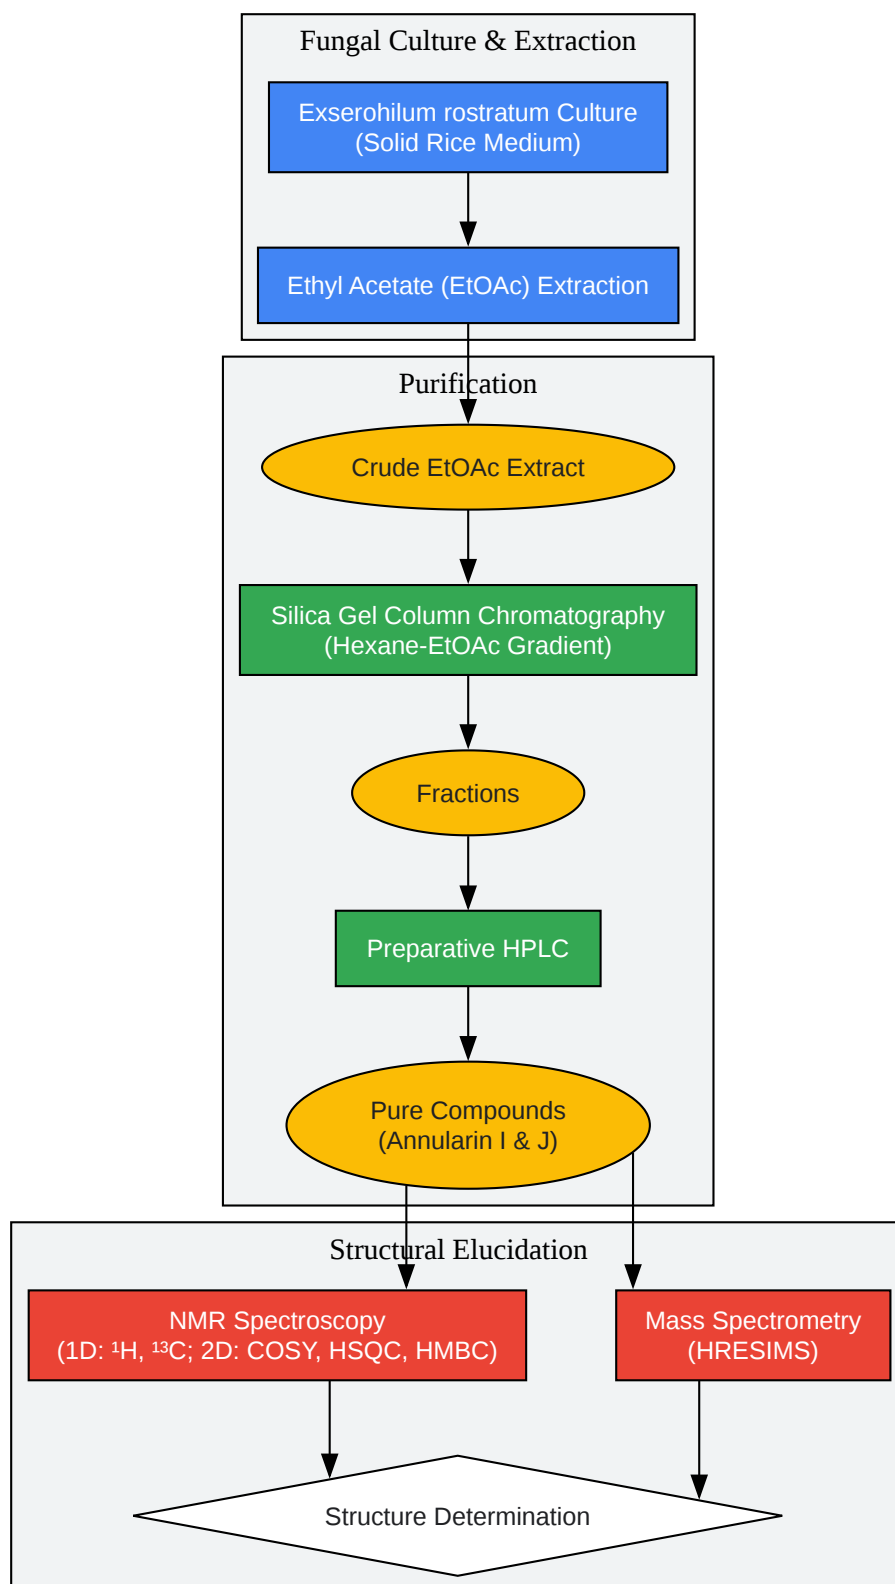 Fungal Culture & Extraction
Exserohilum rostratum Culture
(Solid Rice Medium)
Ethyl Acetate (EtOAc) Extraction
Purification
Crude EtOAc Extract
Silica Gel Column Chromatography
(Hexane-EtOAc Gradient)
Fractions
Preparative HPLC
Pure Compounds
(Annularin I & J)
Structural Elucidation
NMR Spectroscopy
(1D: ¹H, ¹³C; 2D: COSY, HSQC, HMBC)
Mass Spectrometry
(HRESIMS)
Structure Determination